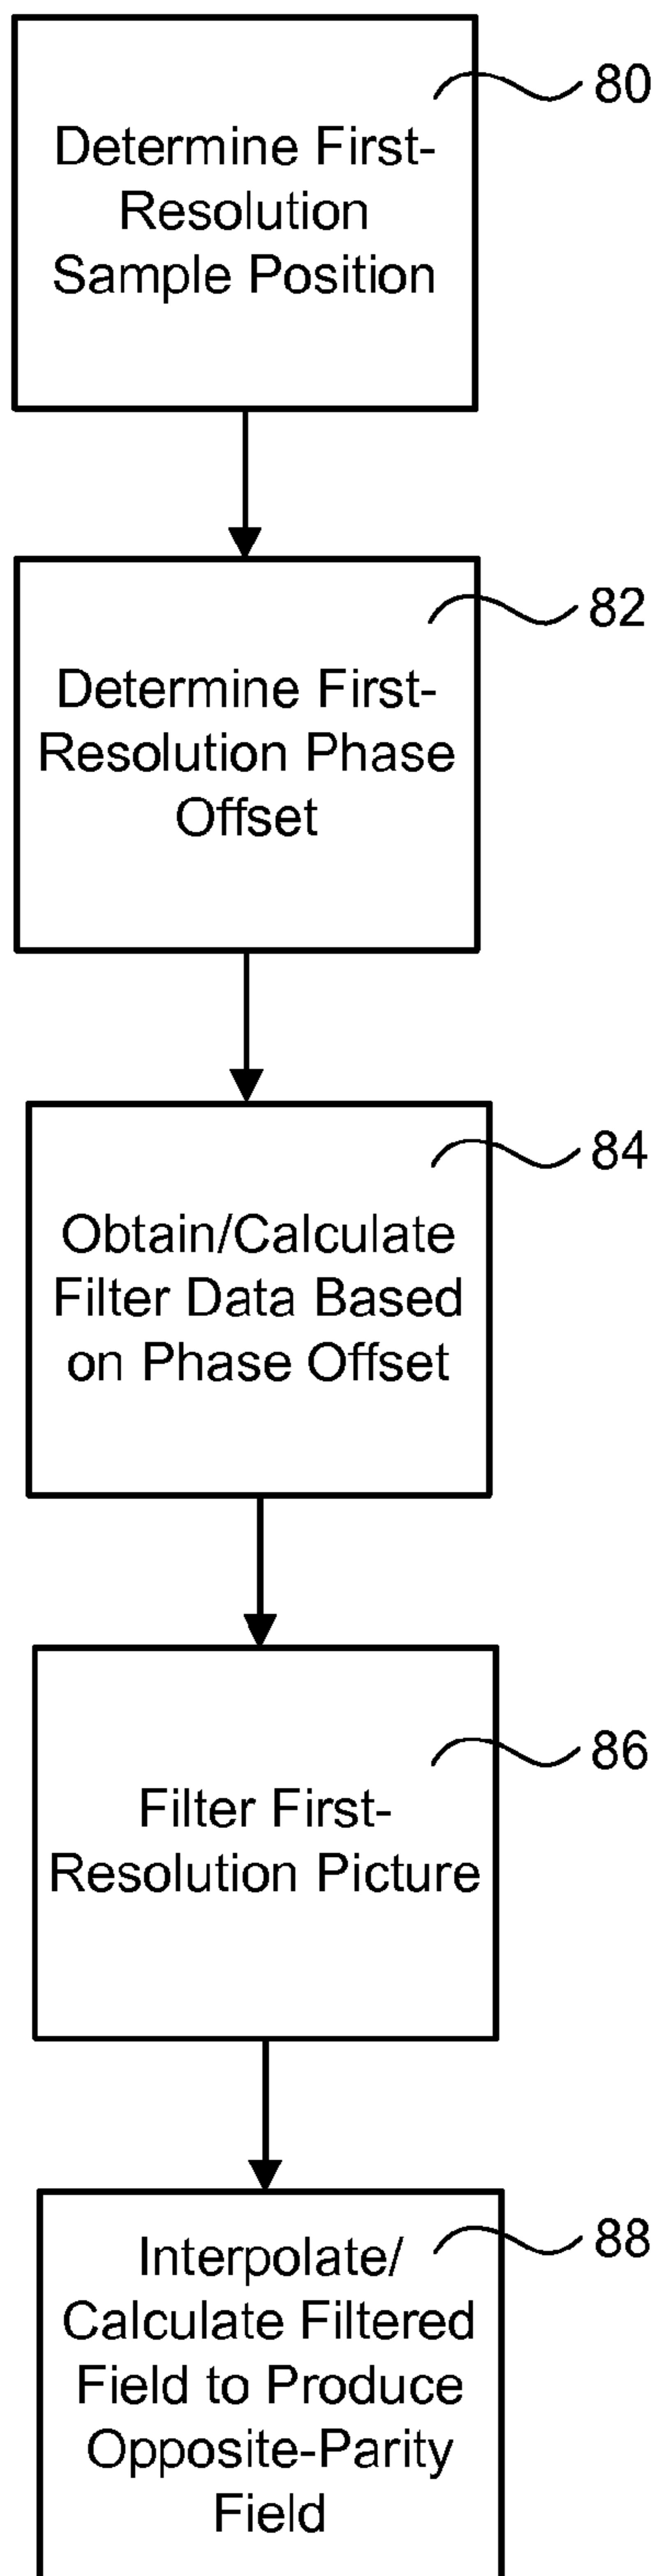 80
Determine First-
Resolution
Sample Position
82
Determine First-
Resolution Phase
Offset
84
Obtain/Calculate
Filter Data Based
on Phase Offset
86
Filter First-
Resolution Picture
88
Interpolate/
Calculate Filtered
Field to Produce
Opposite-Parity
Field